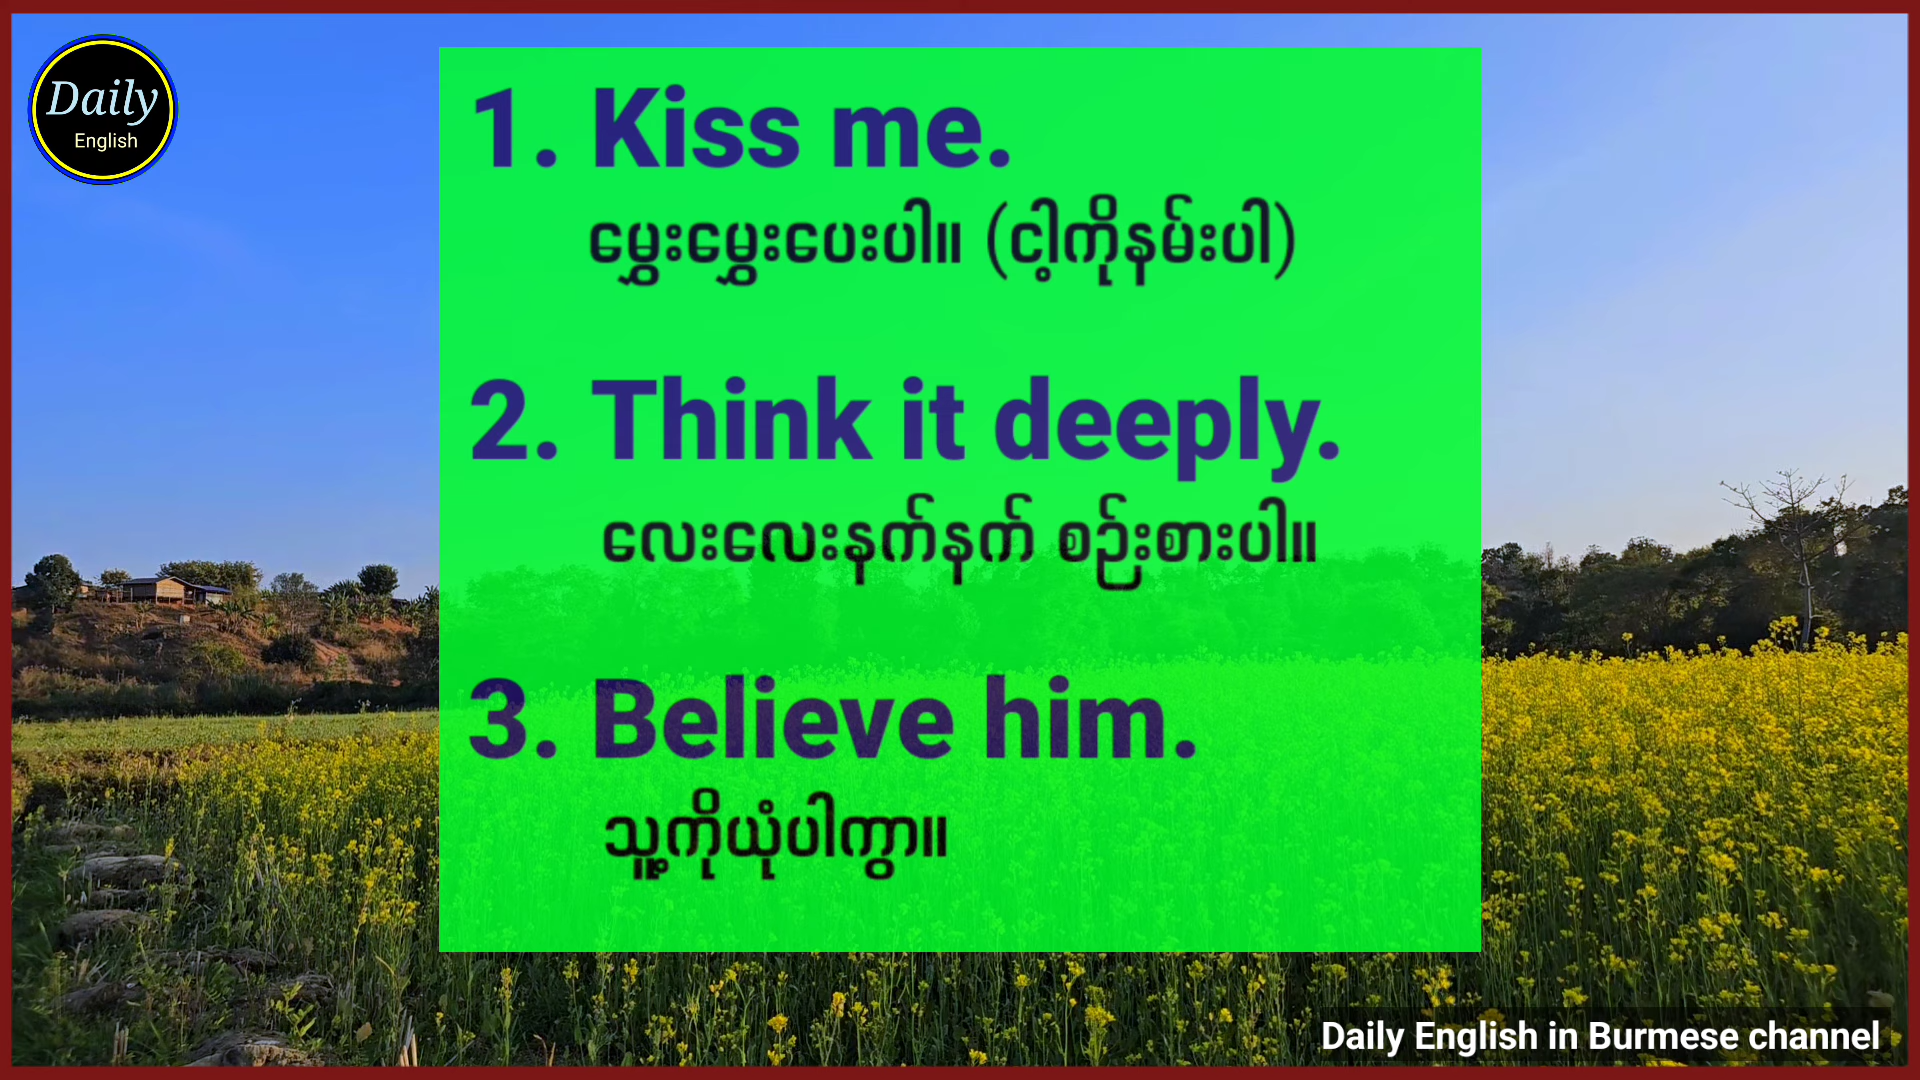 Daily
English
1. Kiss me.
မွှေးမွှေးပေးပါ။ (ငါ့ကိုနမ်းပါ)
2. Think it deeply.
လေးလေးနက်နက် စဉ်းစားပါ။
3. Believe him.
သူ့ကိုယုံပါကွာ။
Daily English in Burmese channel